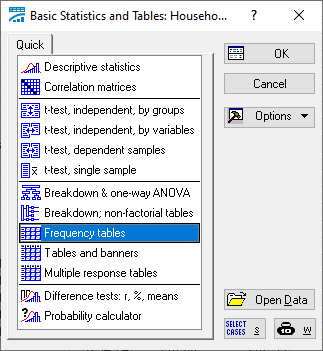 Basic Statistics and Tables: Househo... ? ×
Quick
Descriptive statistics
Correlation matrices
t-test, independent, by groups
t-test, independent, by variables
t-test, dependent samples
t-test, single sample
Breakdown & one-way ANOVA
Breakdown; non-factorial tables
Frequency tables
Tables and banners
Multiple response tables
Difference tests: r, %, means
Probability calculator
OK
Cancel
Options
Open Data
SELECT
CASES S
W